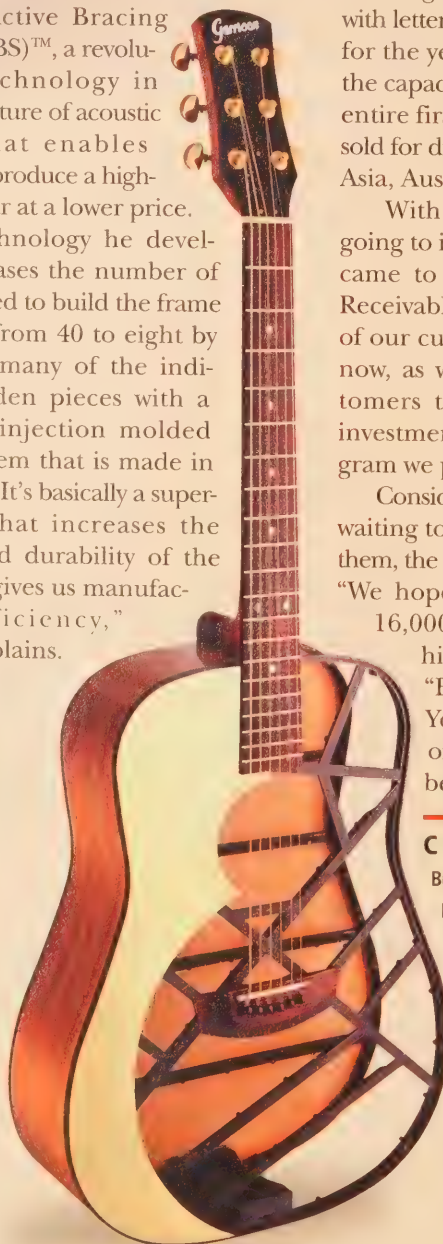 ctive Bracing
BS)™, a revolu-
chnology in
ture of acoustic
at enables
produce a high-
r at a lower price.
hnology he devel-
ases the number of
ed to build the frame
from 40 to eight by
many of the indi-
den pieces with a
injection molded
em that is made in
It's basically a super-
hat increases the
d durability of the
gives us manufac-
iciency,"
plains.
Garrison
with letter
for the ye
the capac
entire fir
sold for d
Asia, Aus
With
going to i
came to
Receivabl
of our cu
now, as w
tomers t
investmen
gram we p
Consid
waiting to
them, the
"We hope
16,000
hi
"F
Yo
o
be
C
B